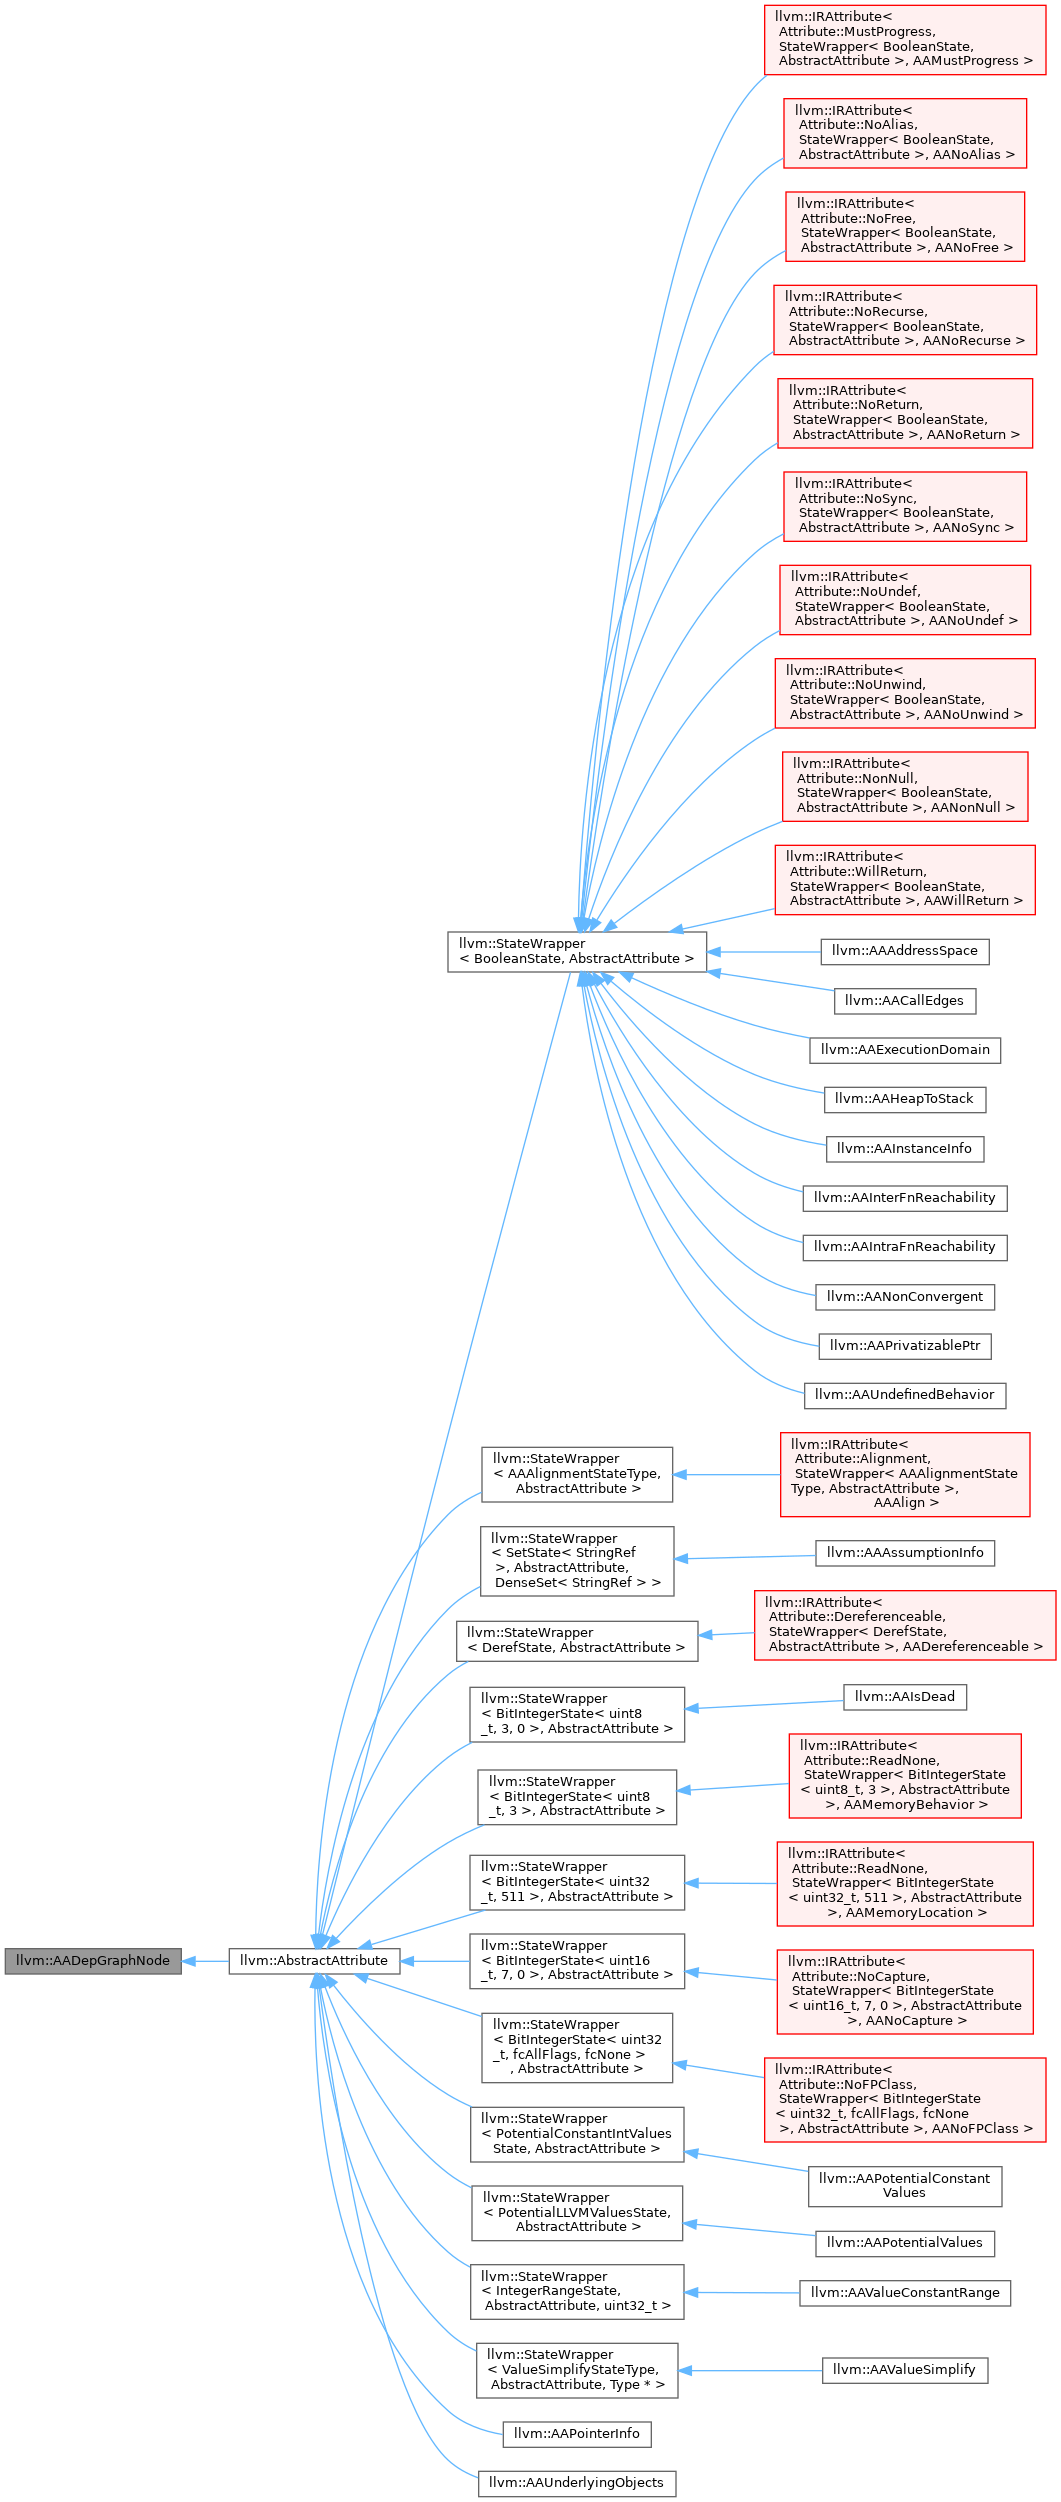 llvm::IRAttribute<
Attribute::MustProgress,
StateWrapper< BooleanState,
AbstractAttribute >, AAMustProgress >
llvm::IRAttribute<
Attribute::NoAlias,
StateWrapper< BooleanState,
AbstractAttribute >, AANoAlias >
llvm::IRAttribute<
Attribute::NoFree,
StateWrapper< BooleanState,
AbstractAttribute >, AANoFree >
llvm::IRAttribute<
Attribute::NoRecurse,
StateWrapper< BooleanState,
AbstractAttribute >, AANoRecurse >
llvm::IRAttribute<
Attribute::NoReturn,
StateWrapper< BooleanState,
AbstractAttribute >, AANoReturn >
llvm::IRAttribute<
Attribute::NoSync,
StateWrapper< BooleanState,
AbstractAttribute >, AANoSync >
llvm::IRAttribute<
Attribute::NoUndef,
StateWrapper< BooleanState,
AbstractAttribute >, AANoUndef >
llvm::IRAttribute<
Attribute::NoUnwind,
StateWrapper< BooleanState,
AbstractAttribute >, AANoUnwind >
llvm::IRAttribute<
Attribute::NonNull,
StateWrapper< BooleanState,
AbstractAttribute >, AANonNull >
llvm::IRAttribute<
Attribute::WillReturn,
StateWrapper< BooleanState,
AbstractAttribute >, AAWillReturn >
llvm::StateWrapper
< BooleanState, AbstractAttribute >
llvm::AAAddressSpace
llvm::AACallEdges
llvm::AAExecutionDomain
llvm::AAHeapToStack
llvm::AAInstanceInfo
llvm::AAInterFnReachability
llvm::AAIntraFnReachability
llvm::AANonConvergent
llvm::AAPrivatizablePtr
llvm::AAUndefinedBehavior
llvm::StateWrapper
< AAAlignmentStateType,
AbstractAttribute >
llvm::IRAttribute<
Attribute::Alignment,
StateWrapper< AAAlignmentState
Type, AbstractAttribute >,
AAAlign >
llvm::StateWrapper
< SetState< StringRef
>, AbstractAttribute,
DenseSet< StringRef > >
llvm::AAAssumptionInfo
llvm::StateWrapper
< DerefState, AbstractAttribute >
llvm::IRAttribute<
Attribute::Dereferenceable,
StateWrapper< DerefState,
AbstractAttribute >, AADereferenceable >
llvm::StateWrapper
< BitIntegerState< uint8
_t, 3, 0 >, AbstractAttribute >
llvm::AAIsDead
llvm::StateWrapper
< BitIntegerState< uint8
_t, 3 >, AbstractAttribute >
llvm::IRAttribute<
Attribute::ReadNone,
StateWrapper< BitIntegerState
< uint8_t, 3 >, AbstractAttribute
>, AAMemoryBehavior >
llvm::StateWrapper
< BitIntegerState< uint32
_t, 511 >, AbstractAttribute >
llvm::IRAttribute<
Attribute::ReadNone,
StateWrapper< BitIntegerState
< uint32_t, 511 >, AbstractAttribute
>, AAMemoryLocation >
llvm::AADepGraphNode
llvm::AbstractAttribute
llvm::StateWrapper
< BitIntegerState< uint16
_t, 7, 0 >, AbstractAttribute >
llvm::IRAttribute<
Attribute::NoCapture,
StateWrapper< BitIntegerState
< uint16_t, 7, 0 >, AbstractAttribute
>, AANoCapture >
llvm::StateWrapper
< BitIntegerState< uint32
_t, fcAllFlags, fcNone >
, AbstractAttribute >
llvm::IRAttribute<
Attribute::NoFPClass,
StateWrapper< BitIntegerState
< uint32_t, fcAllFlags, fcNone
>, AbstractAttribute >, AANoFPClass >
llvm::StateWrapper
< PotentialConstantIntValues
State, AbstractAttribute >
llvm::AAPotentialConstant
Values
llvm::StateWrapper
< PotentialLLVMValuesState,
AbstractAttribute >
llvm::AAPotentialValues
llvm::StateWrapper
< IntegerRangeState,
AbstractAttribute, uint32_t >
llvm::AAValueConstantRange
llvm::StateWrapper
< ValueSimplifyStateType,
AbstractAttribute, Type * >
llvm::AAValueSimplify
llvm::AAPointerInfo
llvm::AAUnderlyingObjects